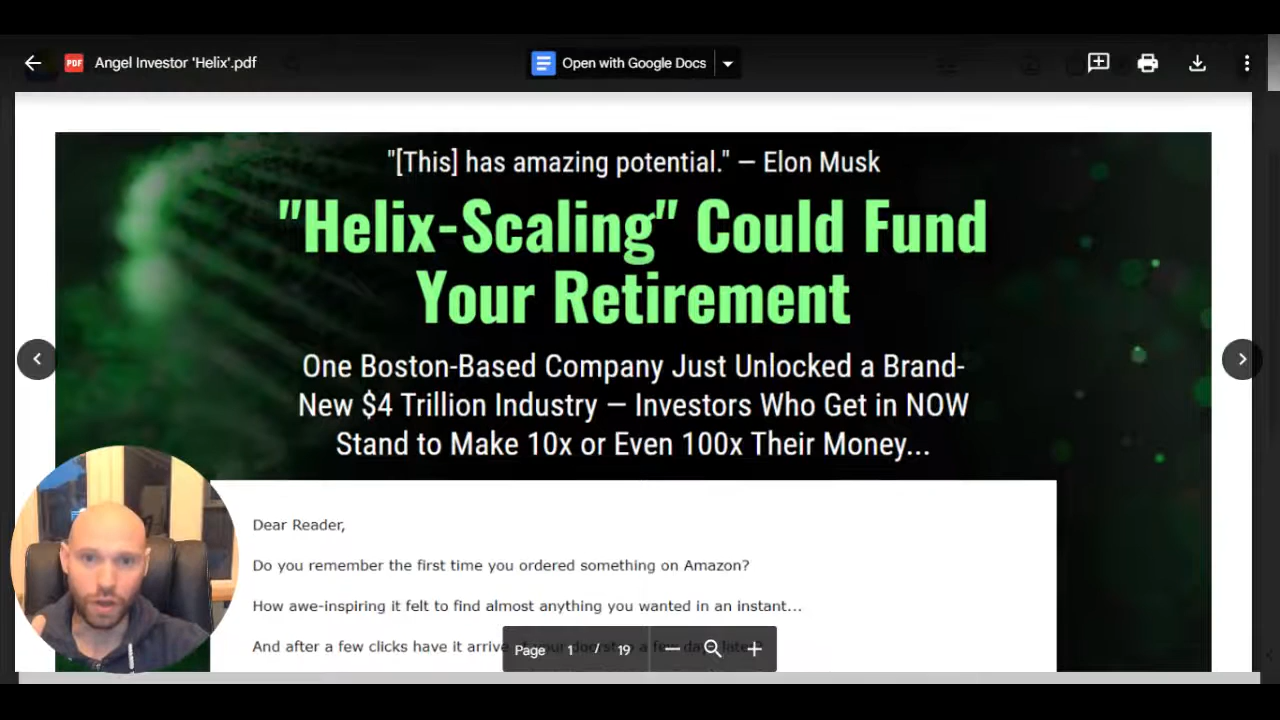 PDF Angel Investor 'Helix'.pdf
Open with Google Docs
"[This] has amazing potential." — Elon Musk
"Helix-Scaling" Could Fund
Your Retirement
One Boston-Based Company Just Unlocked a Brand-
New $4 Trillion Industry — Investors Who Get in NOW
Stand to Make 10x or Even 100x Their Money...
Dear Reader,
Do you remember the first time you ordered something on Amazon?
How awe-inspiring it felt to find almost anything you wanted in an instant...
And after a few clicks have it arrive
Page 1 / 19